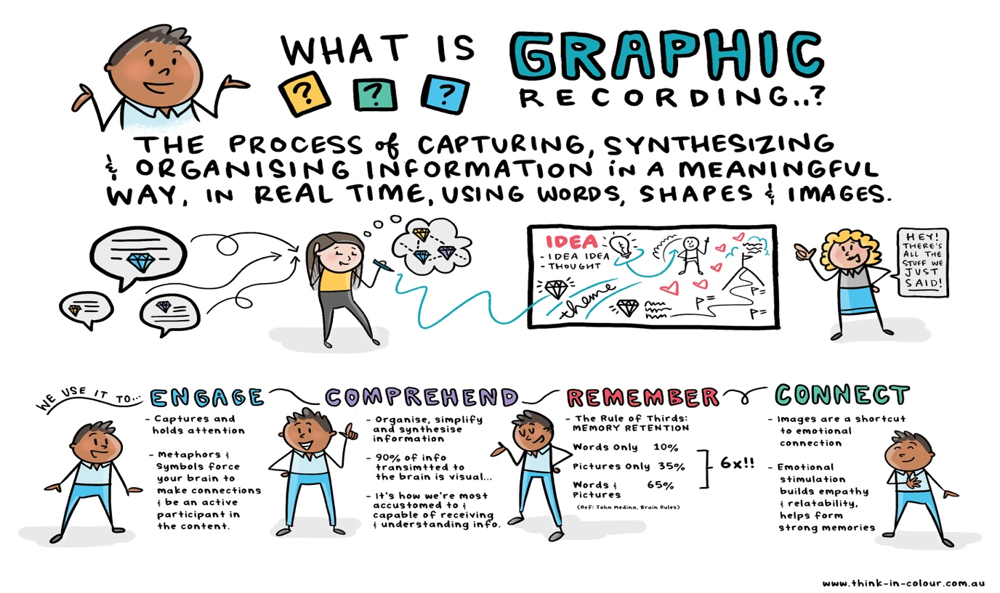 WHAT IS GRAPHIC
? ? ?
RECORDING..?
THE PROCESS of CAPTURING, SYNTHESIZING
& ORGANISING INFORMATION iN A MEANINGFUL
WAY, IN REAL TIME, USING WORDS, SHAPES & IMAGES.
IDEA
- IDEA IDEA
- THOUGHT
theme
HEY!
THERE'S
ALL THE
STUFF WE
JUST
SAID!
WE USE IT TO...
ENGAGE
- Captures and
holds attention
- Metaphors &
Symbols force
your brain to
make connections
& be an active
participant in
the content.
COMPREHEND
- Organise, simplify
and synthesise
information
- 90% of info
transimtted to
the brain is visual...
- It's how we're most
accustomed to &
capable of receiving
& understanding info.
REMEMBER
- The Rule of Thirds:
MEMORY RETENTION
Words Only 10%
Pictures Only 35%
Words & 65%
Pictures
6x!!
(Ref: John Medina, Brain Rules)
CONNECT
- Images are a shortcut
to emotional
connection
- Emotional
stimulation
builds empathy
& relatability,
helps form
strong memories
www.think-in-colour.com.au